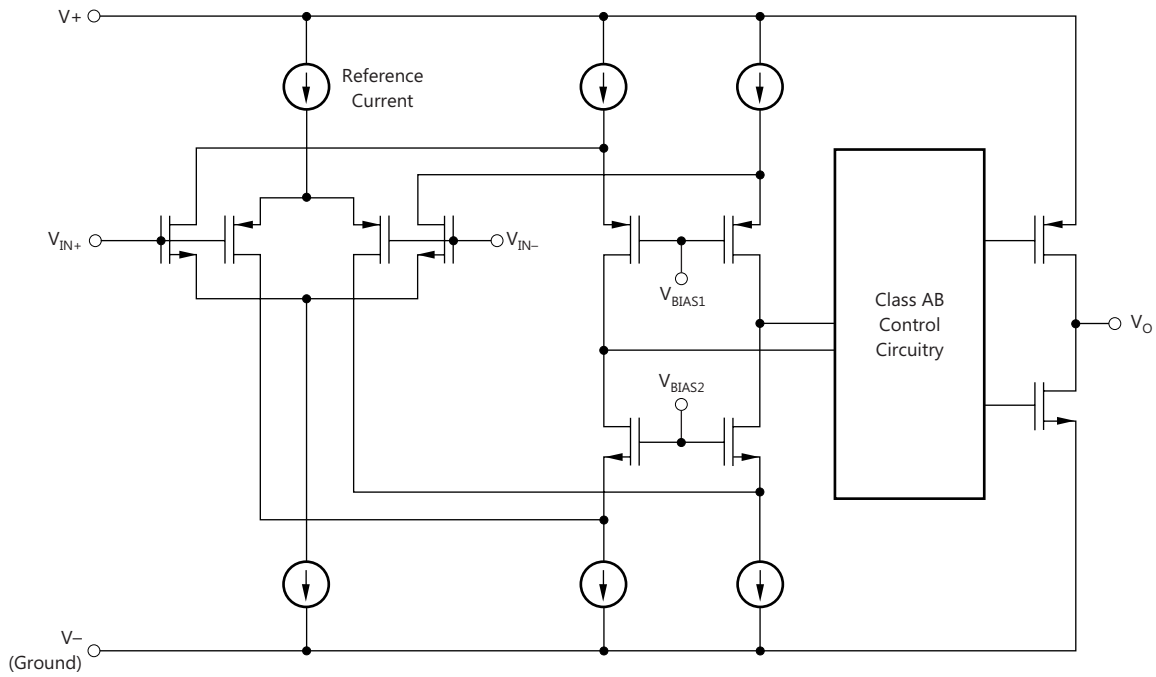 V+
Reference
Current
V_IN+
V_IN–
V_BIAS1
V_BIAS2
Class AB
Control
Circuitry
V_O
V–
(Ground)